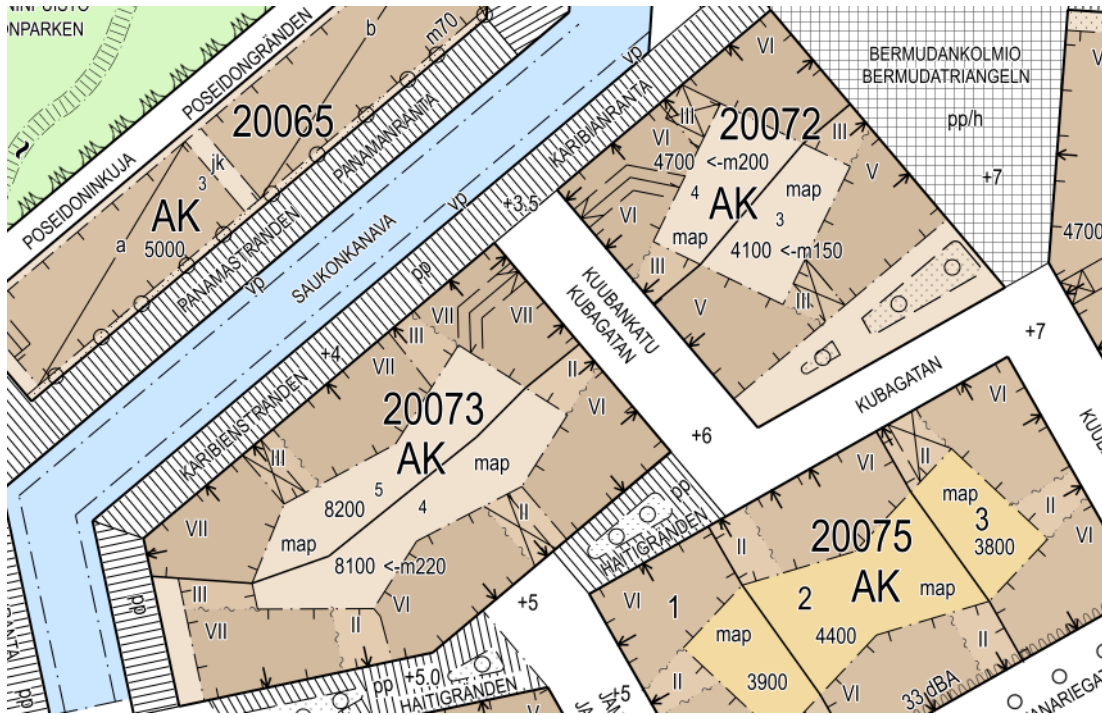 ONPARKEN
POSEIDONINKUJA
POSEIDONGRÄNDEN
b
m70
20065
jk
3
AK
5000
a
PANAMANRANTA
PANAMASTRANDEN
vp
vp
vp
SAUKONKANAVA
KARIBIANRANTA
KARIBIENSTRANDEN
+3.5
pp
+4
VI
III
20072
III
VI
4700 <-m200
V
4
AK
map
3
VI
map
4100 <-m150
III
III
V
BERMUDANKOLMIO
BERMUDATRIANGELN
pp/h
+7
4700
KUUBANKATU
KUBAGATAN
+7
KUBAGATAN
+6
VII
VII
III
VII
II
20073
VI
AK
map
III
5
8200
4
VII
map
II
8100 <-m220
III
VI
VII
II
pp
HAITIGRÄNDEN
+5
pp
+5.0
HAITIGRÄNDEN
pp
pp
VI
II
map
3
3800
VI
20075
AK
map
II
VI
1
2
4400
II
map
II
3900
VI
33 dBA
+5
V